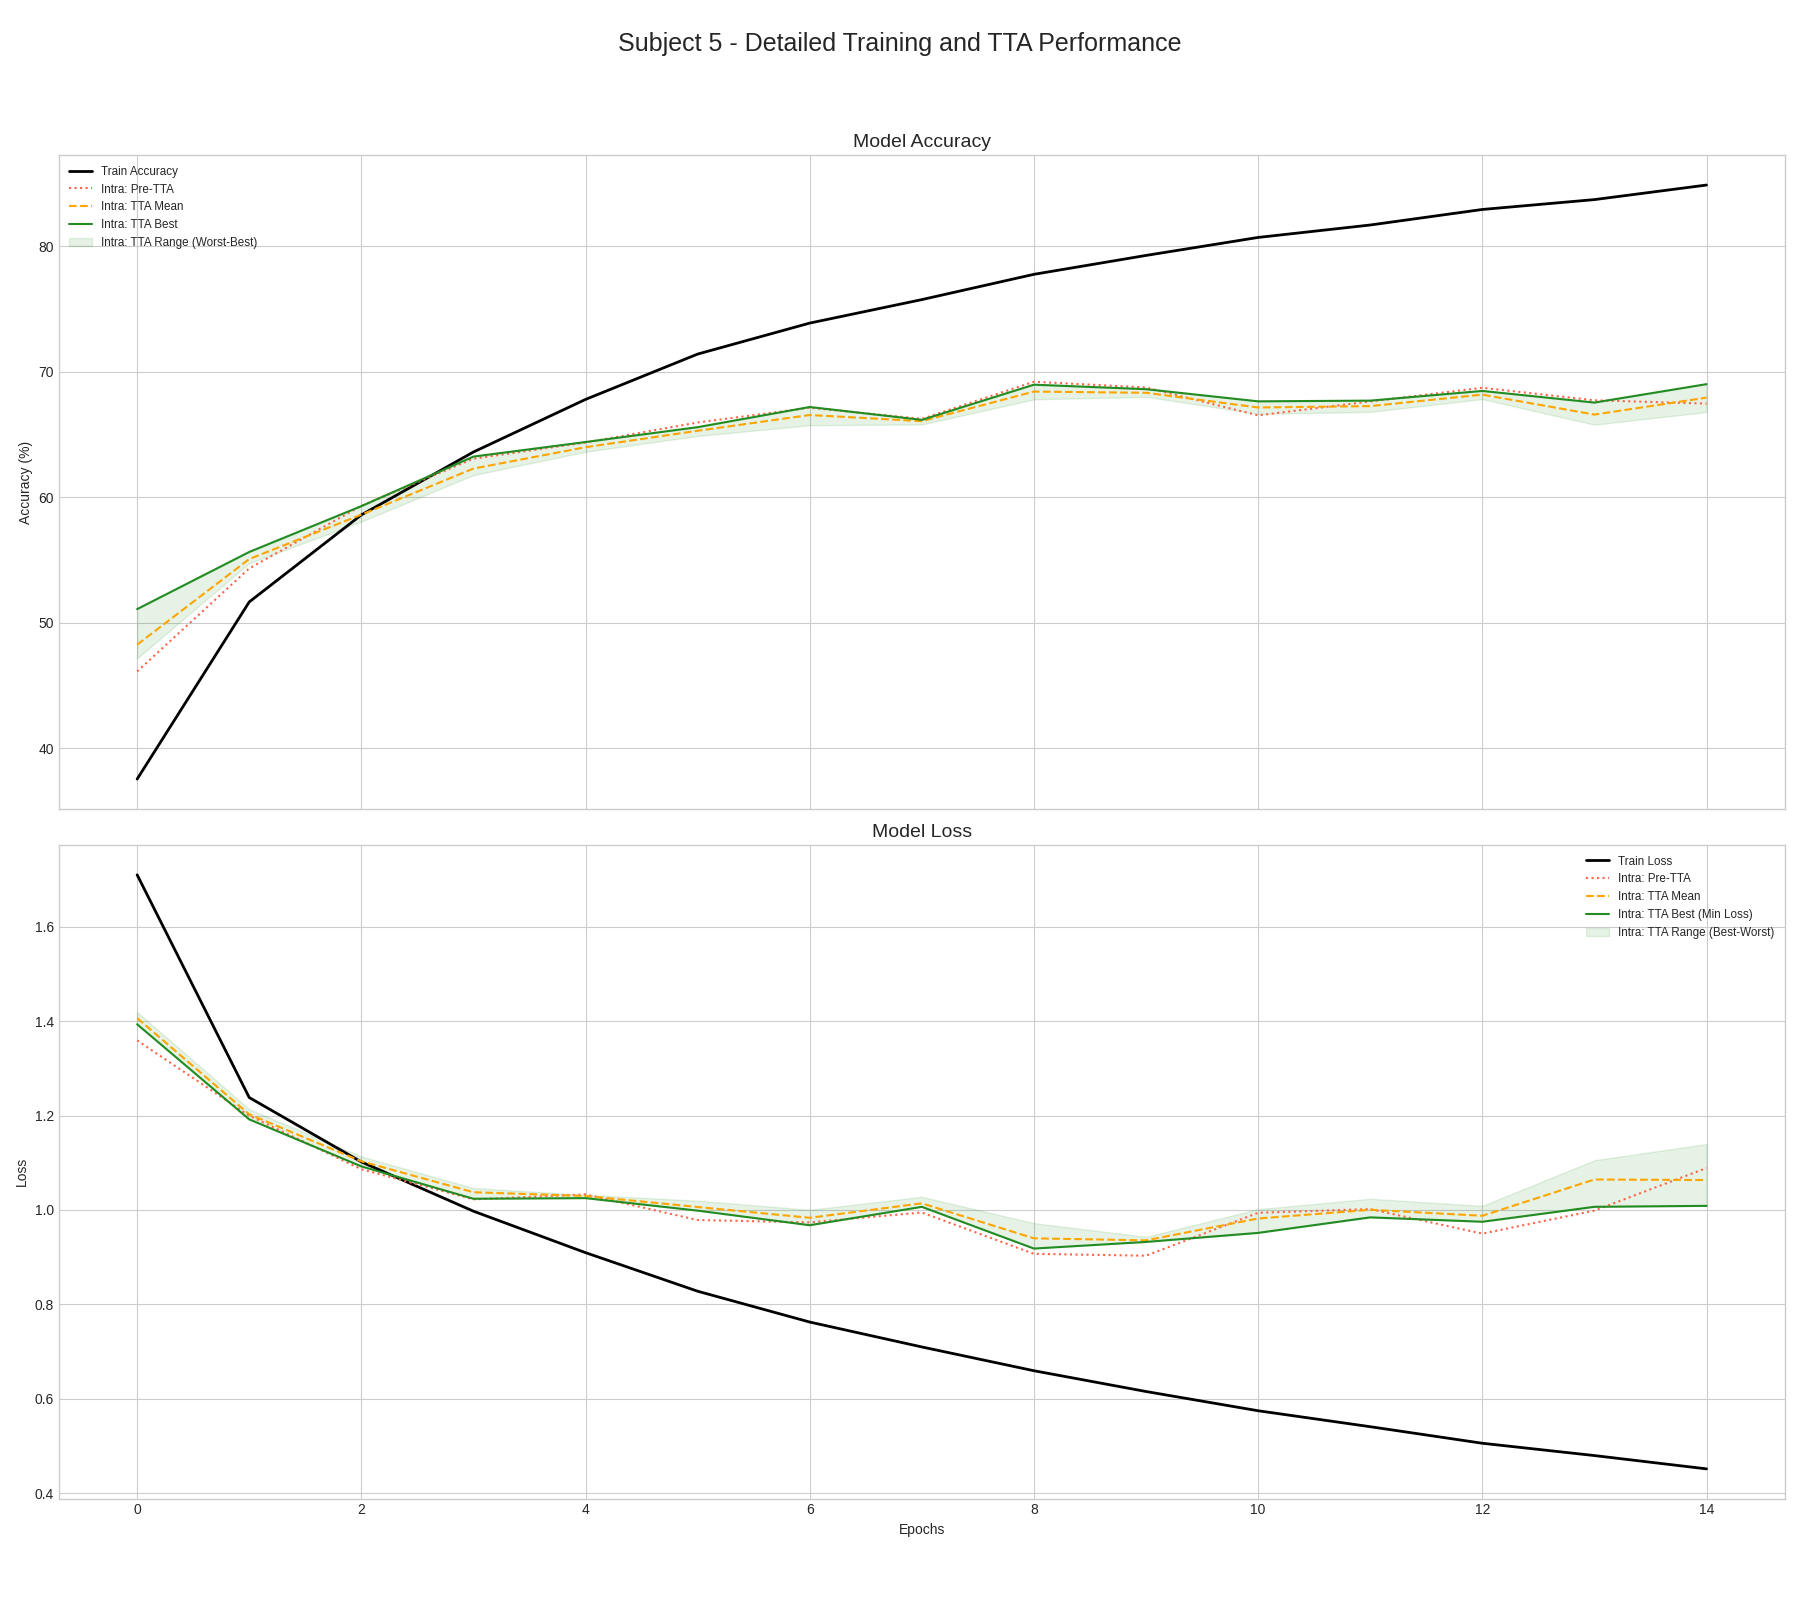 Subject 5 - Detailed Training and TTA Performance
Model Accuracy
Train Accuracy
Intra: Pre-TTA
Intra: TTA Mean
Intra: TTA Best
Intra: TTA Range (Worst-Best)
80
70
60
50
40
Accuracy (%)
Model Loss
Train Loss
Intra: Pre-TTA
Intra: TTA Mean
Intra: TTA Best (Min Loss)
Intra: TTA Range (Best-Worst)
1.6
1.4
1.2
1.0
0.8
0.6
0.4
Loss
0 2 4 6 8 10 12 14
Epochs